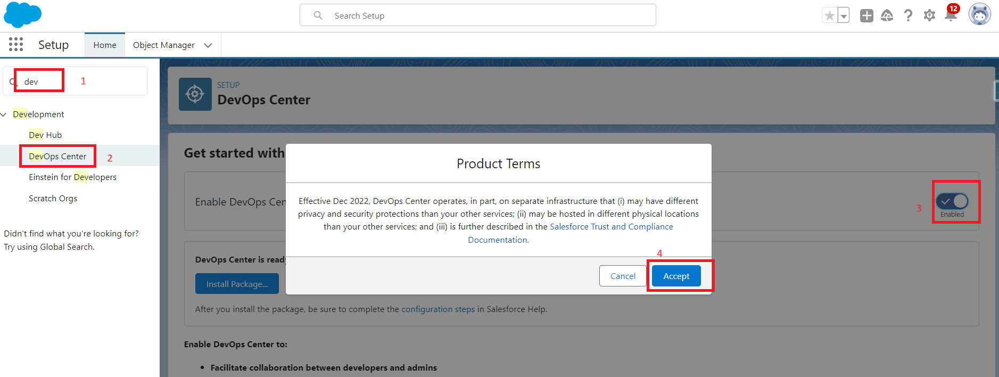 Search Setup
12
Setup
Home
Object Manager
dev
1
SETUP
DevOps Center
Development
Dev Hub
DevOps Center
2
Einstein for Developers
Scratch Orgs
Didn't find what you're looking for?
Try using Global Search.
Get started with
Enable DevOps Cen
3
Enabled
Product Terms
Effective Dec 2022, DevOps Center operates, in part, on separate infrastructure that (i) may have different
privacy and security protections than your other services; (ii) may be hosted in different physical locations
than your other services; and (iii) is further described in the Salesforce Trust and Compliance
Documentation.
4
Cancel
Accept
DevOps Center is ready
Install Package...
After you install the package, be sure to complete the configuration steps in Salesforce Help.
Enable DevOps Center to:
• Facilitate collaboration between developers and admins